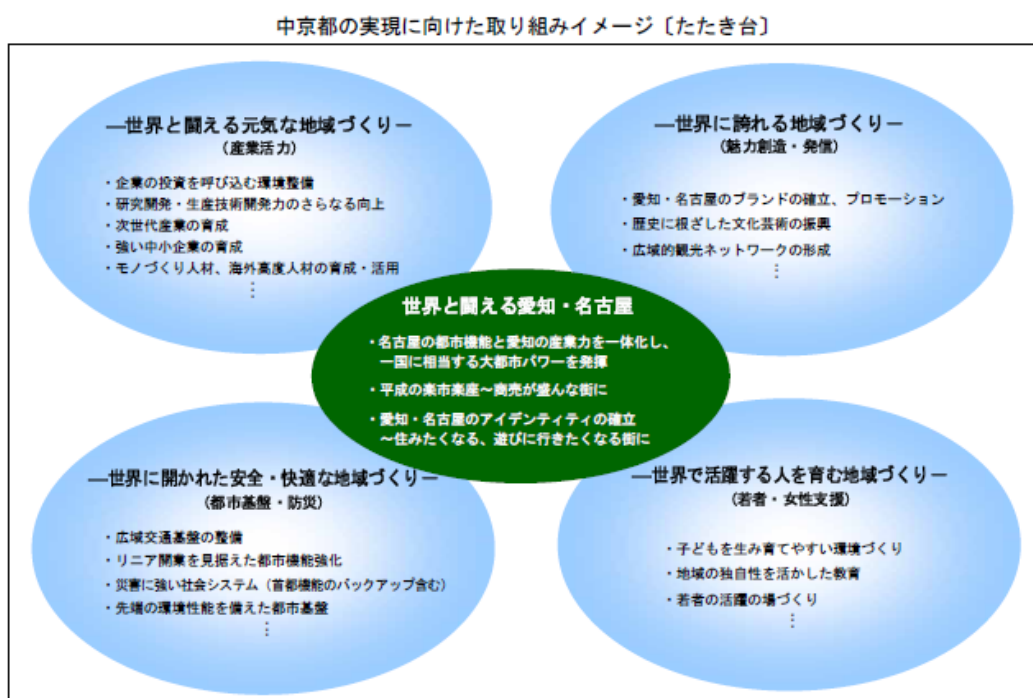 中京都の実現に向けた取り組みイメージ〔たたき台〕
―世界と闘える元気な地域づくり－
(産業活力)
・企業の投資を呼び込む環境整備
・研究開発・生産技術開発力のさらなる向上
・次世代産業の育成
・強い中小企業の育成
・モノづくり人材、海外高度人材の育成・活用
⋮
―世界に誇れる地域づくり－
(魅力創造・発信)
・愛知・名古屋のブランドの確立、プロモーション
・歴史に根ざした文化芸術の振興
・広域的観光ネットワークの形成
⋮
世界と闘える愛知・名古屋
・名古屋の都市機能と愛知の産業力を一体化し、
一国に相当する大都市パワーを発揮
・平成の楽市楽座～商売が盛んな街に
・愛知・名古屋のアイデンティティの確立
～住みたくなる、遊びに行きたくなる街に
―世界に開かれた安全・快適な地域づくり－
(都市基盤・防災)
・広域交通基盤の整備
・リニア開業を見据えた都市機能強化
・災害に強い社会システム（首都機能のバックアップ含む）
・先端の環境性能を備えた都市基盤
⋮
―世界で活躍する人を育む地域づくり－
(若者・女性支援)
・子どもを生み育てやすい環境づくり
・地域の独自性を活かした教育
・若者の活躍の場づくり
⋮